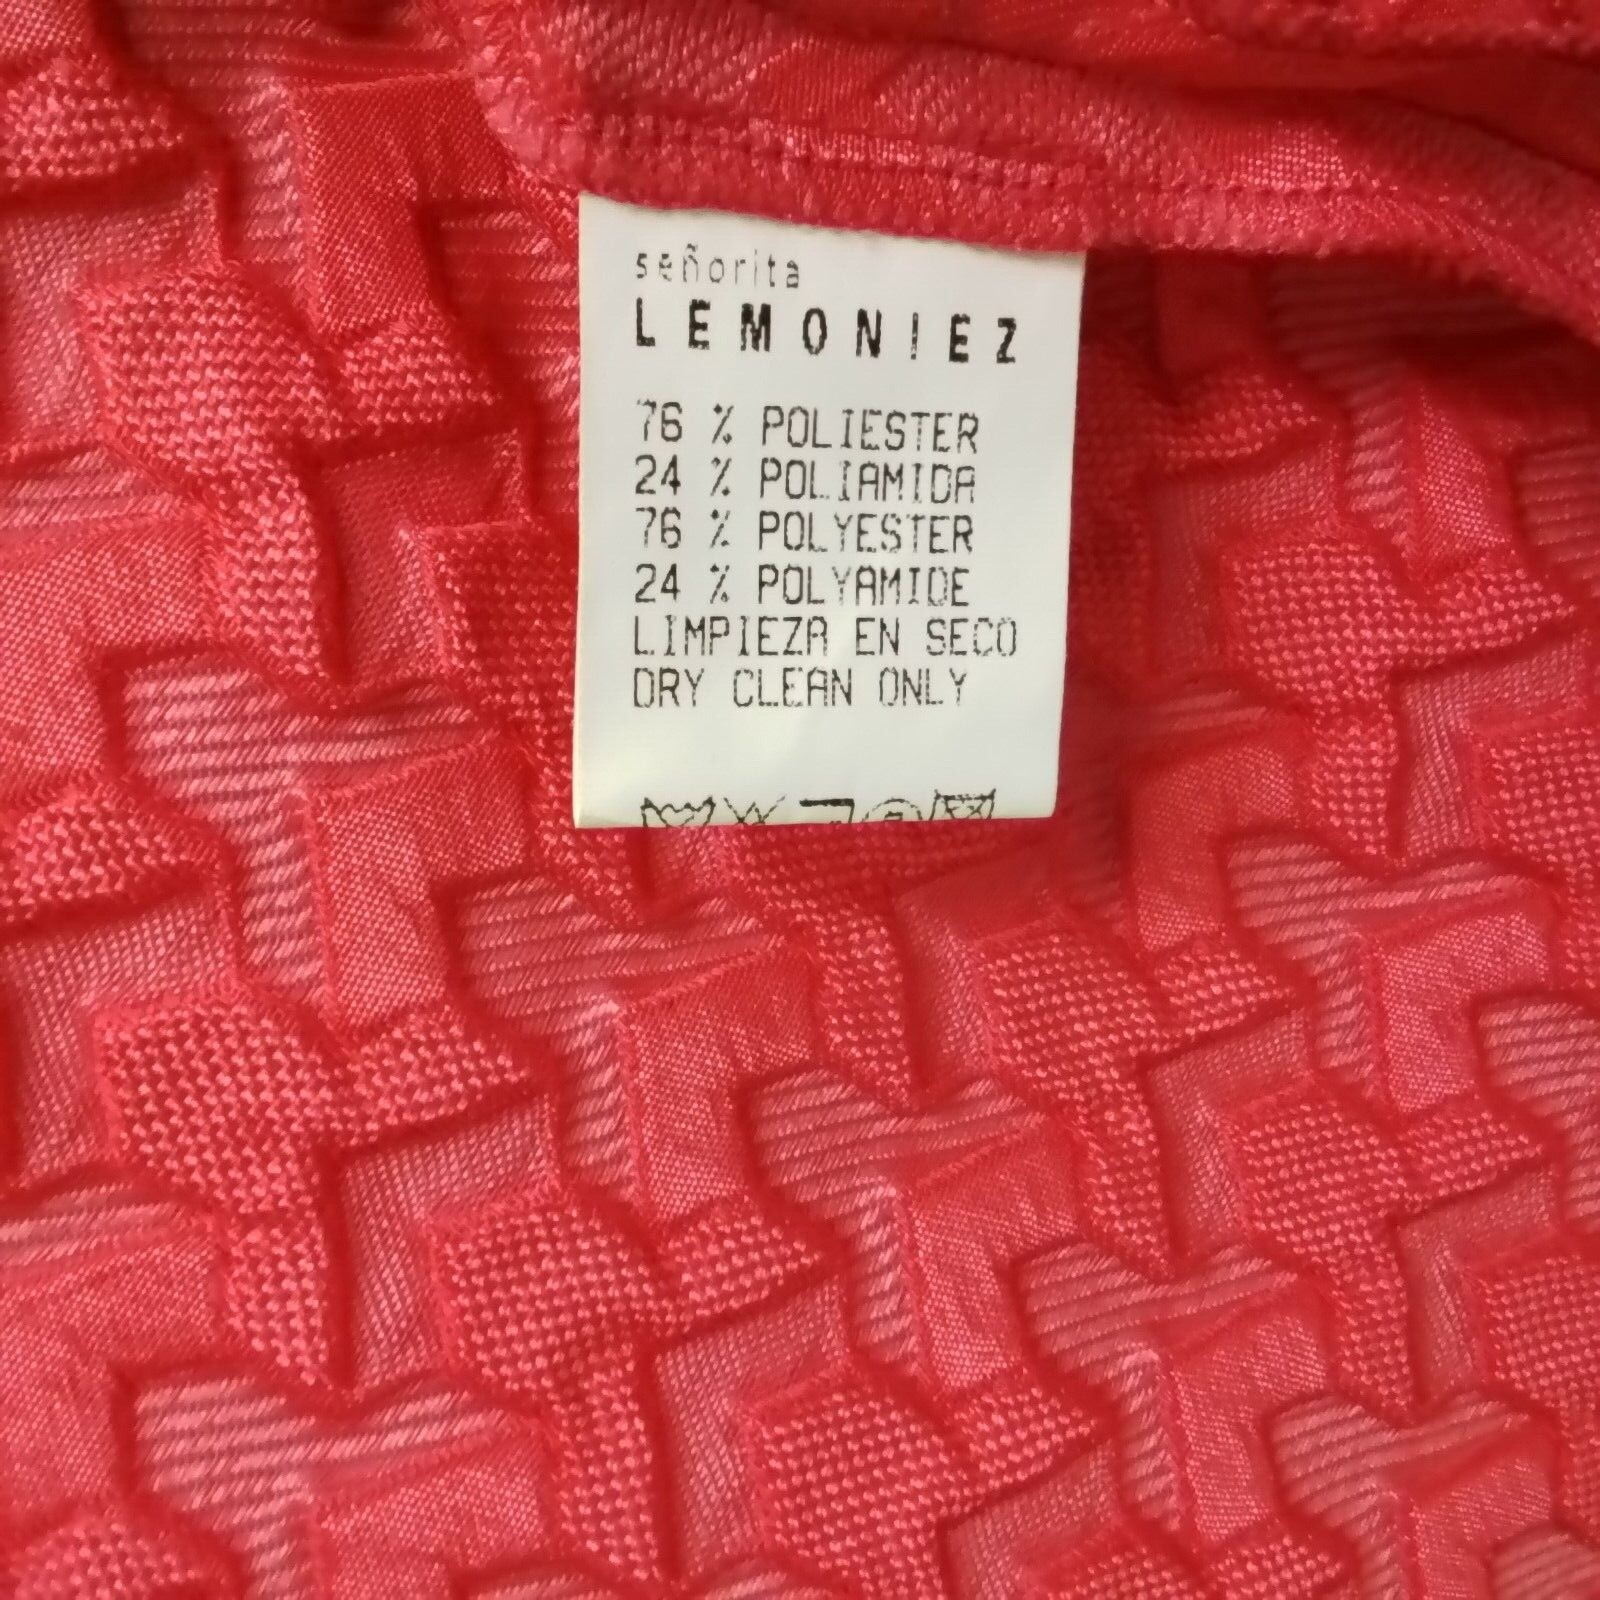 señorita
LEMONIEZ
76 % POLIESTER
24 % POLIAMIDA
76 % POLYESTER
24 % POLYAMIDE
LIMPIEZA EN SECO
DRY CLEAN ONLY